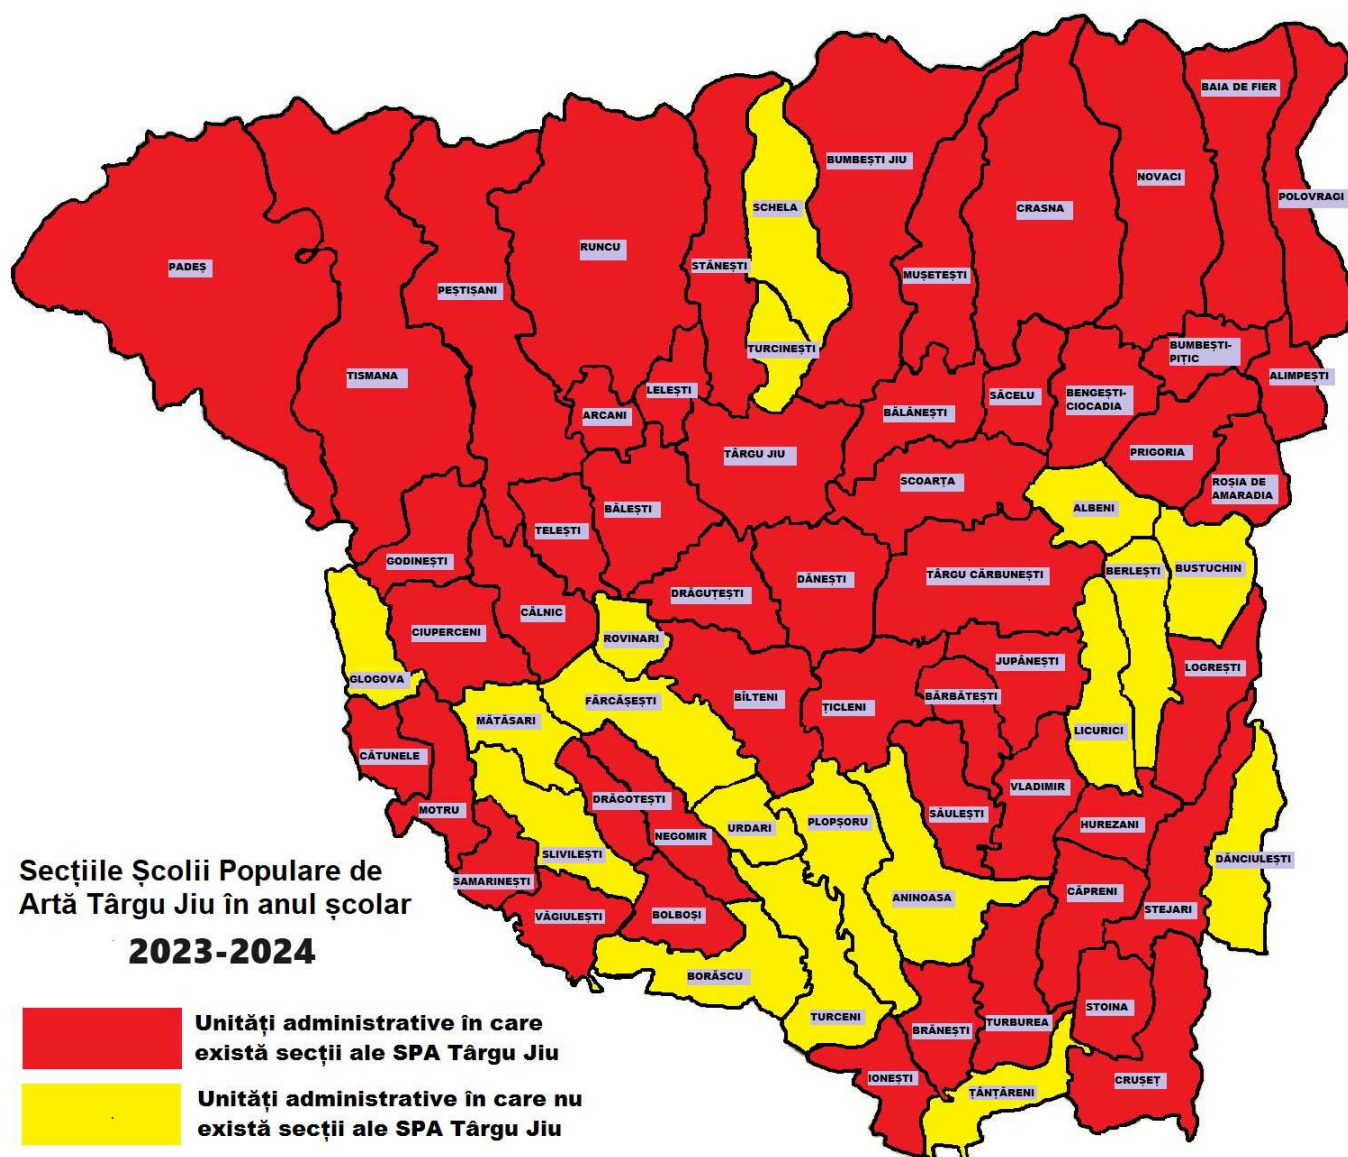 BAIA DE FIER
BUMBEȘTI JIU
NOVACI
POLOVRAGI
SCHELA
CRASNA
RUNCU
PADEȘ
STĂNEȘTI
MUȘETEȘTI
PEȘTIȘANI
TURCINEȘTI
BUMBEȘTI-
PIȚIC
TISMANA
ALIMPEȘTI
LELEȘTI
SĂCELU
BENGEȘTI-
CIOCADIA
ARCANI
BĂLĂNEȘTI
TÂRGU JIU
PRIGORIA
SCOARȚA
ROȘIA DE
AMARADIA
BĂLEȘTI
ALBENI
TELEȘTI
GODINEȘTI
DRĂGUȚEȘTI
DĂNEȘTI
TÂRGU CĂRBUNEȘTI
BERLEȘTI
BUSTUCHIN
CÂLNIC
CIUPERCENI
ROVINARI
JUPÂNEȘTI
LOGREȘTI
GLOGOVA
FĂRCĂȘEȘTI
BÎLTENI
ȚICLENI
BĂRBĂTEȘTI
MĂTĂSARI
LICURICI
CĂTUNELE
VLADIMIR
DRĂGOTEȘTI
MOTRU
SĂULEȘTI
PLOPȘORU
URDARI
HUREZANI
NEGOMIR
SLIVILEȘTI
DĂNCIULEȘTI
SAMARINEȘTI
CĂPRENI
ANINOASA
STEJARI
VĂGIULEȘTI
BOLBOȘI
BORĂSCU
STOINA
TURCENI
BRĂNEȘTI
TURBUREA
IONEȘTI
CRUȘEȚ
ȚÂNȚĂRENI
Secțiile Școlii Populare de
Artă Târgu Jiu în anul școlar
2023-2024
Unități administrative în care
există secții ale SPA Târgu Jiu
Unități administrative în care nu
există secții ale SPA Târgu Jiu